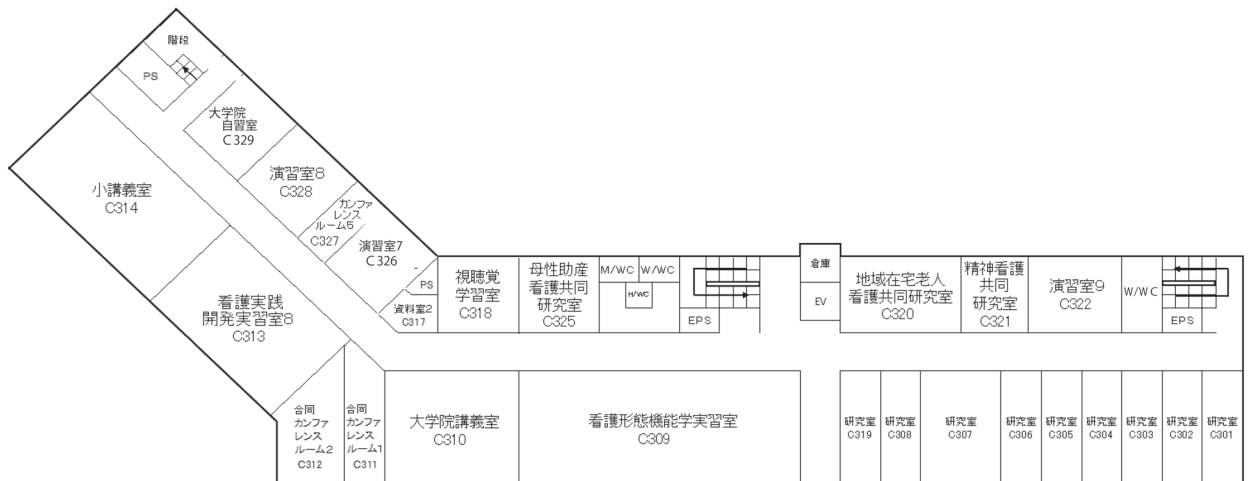 階段
PS
大学院
自習室
C329
小講義室
C314
演習室8
C328
カンファ
レンス
ルーム5
C327
演習室7
C326
PS
資料室2
C317
看護実践
開発実習室8
C313
視聴覚
学習室
C318
母性助産
看護共同
研究室
C325
M/WC
W/WC
H/WC
EPS
倉庫
EV
地域在宅老人
看護共同研究室
C320
精神看護
共同
研究室
C321
演習室9
C322
W/WC
EPS
合同
カンファ
レンス
ルーム2
C312
合同
カンファ
レンス
ルーム1
C311
大学院講義室
C310
看護形態機能学実習室
C309
研究室
C319
研究室
C308
研究室
C307
研究室
C306
研究室
C305
研究室
C304
研究室
C303
研究室
C302
研究室
C301